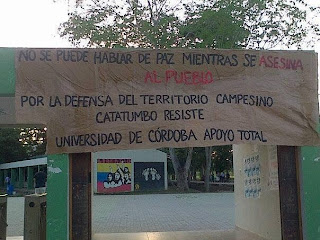 NO SE PUEDE HABLAR DE PAZ MIENTRAS SE ASESINA
AL PUEBLO
POR LA DEFENSA DEL TERRITORIO CAMPESINO
CATATUMBO RESISTE
UNIVERSIDAD DE CÓRDOBA APOYO TOTAL